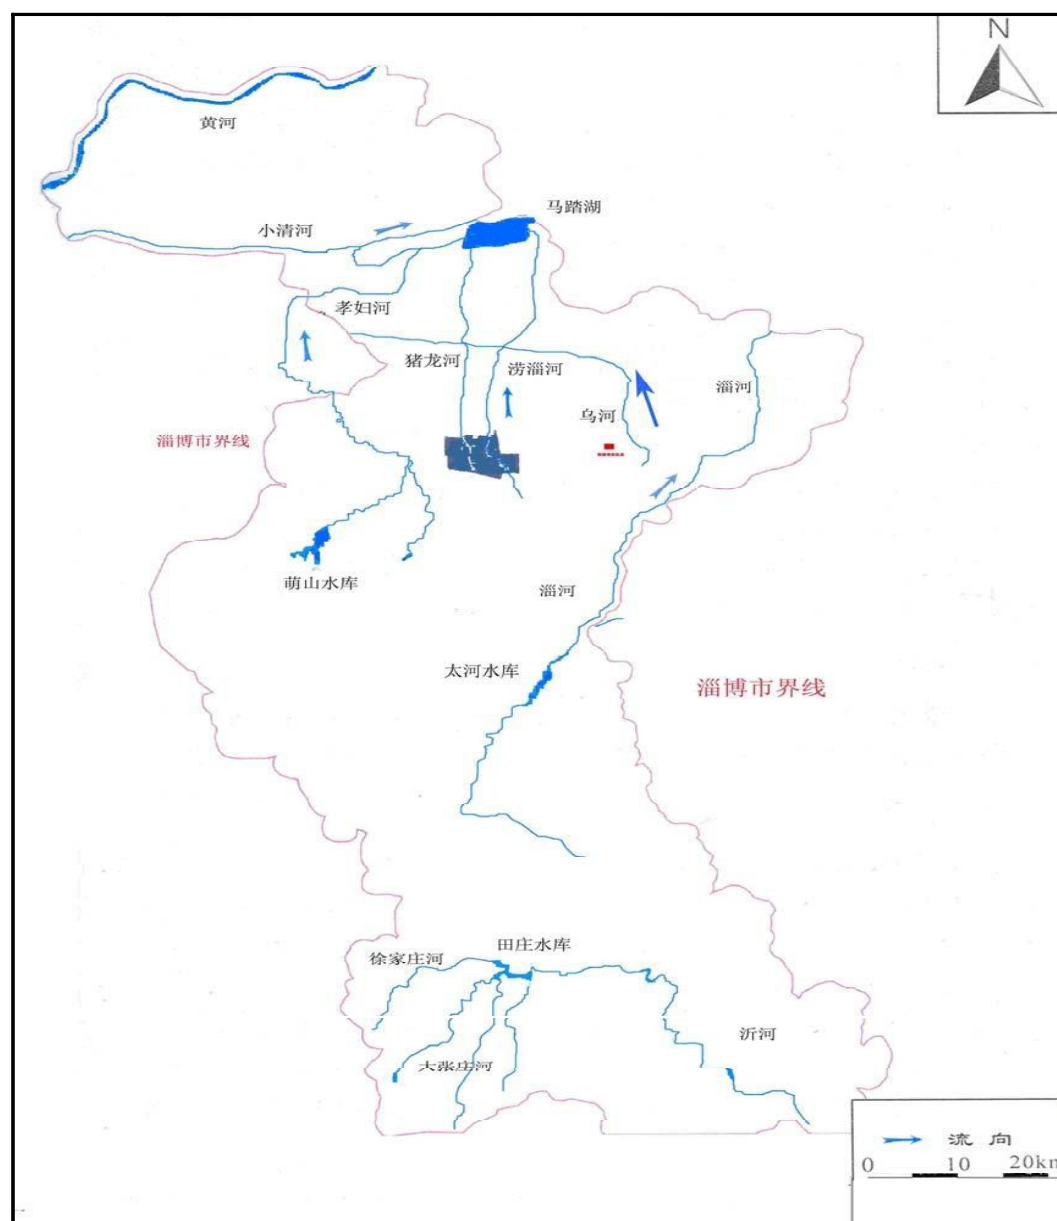 N
黄河
马踏湖
小清河
孝妇河
猪龙河
涝淄河
淄河
乌河
淄博市界线
萌山水库
淄河
太河水库
淄博市界线
田庄水库
徐家庄河
沂河
大张庄河
流 向
0 10 20km